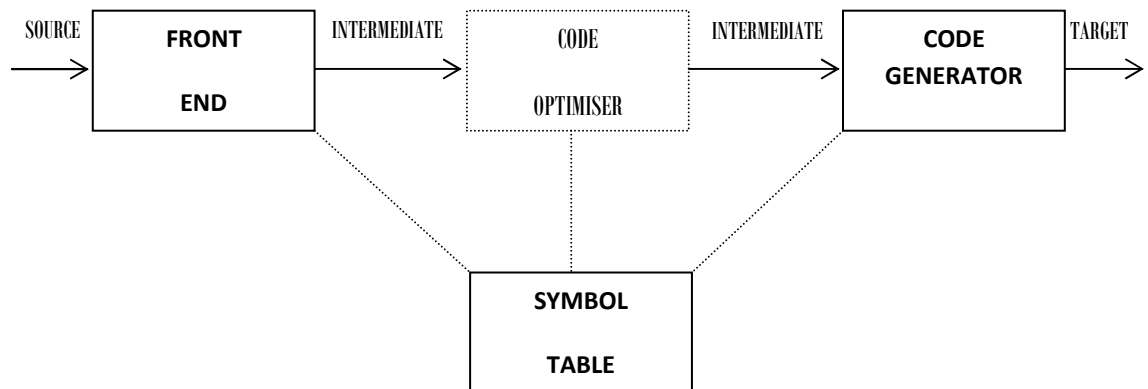 SOURCE
FRONT
END
INTERMEDIATE
CODE
OPTIMISER
INTERMEDIATE
CODE
GENERATOR
TARGET
SYMBOL
TABLE